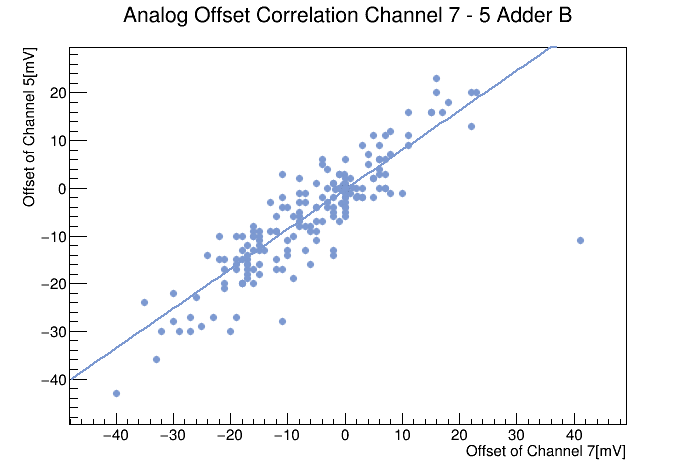 Analog Offset Correlation Channel 7 - 5 Adder B
Offset of Channel 5[mV]
20
10
0
−10
−20
−30
−40
−40 −30 −20 −10 0 10 20 30 40
Offset of Channel 7[mV]